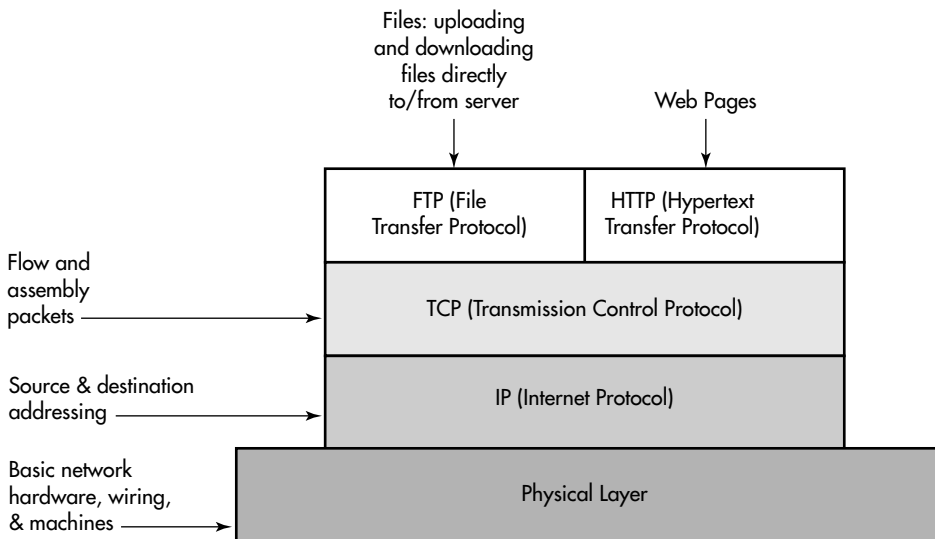 Files: uploading
and downloading
files directly
to/from server
Web Pages
FTP (File
Transfer Protocol)
HTTP (Hypertext
Transfer Protocol)
Flow and
assembly
packets
TCP (Transmission Control Protocol)
Source & destination
addressing
IP (Internet Protocol)
Basic network
hardware, wiring,
& machines
Physical Layer